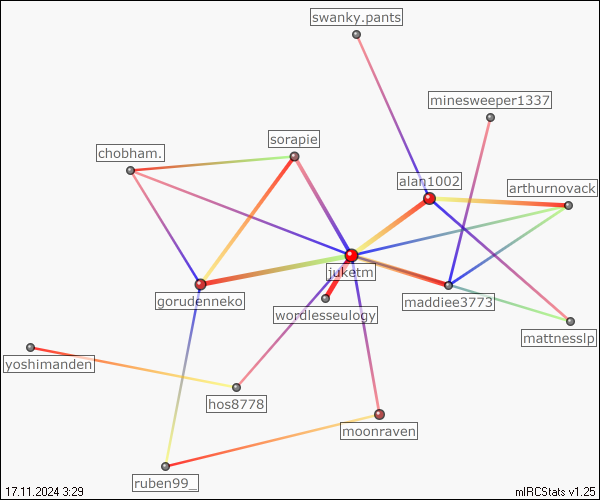 swanky.pants
minesweeper1337
sorapie
chobham.
alan1002
arthurnovack
juketm
gorudenneko
maddiee3773
wordlesseulogy
mattnesslp
yoshimanden
hos8778
moonraven
ruben99_
17.11.2024 3:29
mIRCStats v1.25